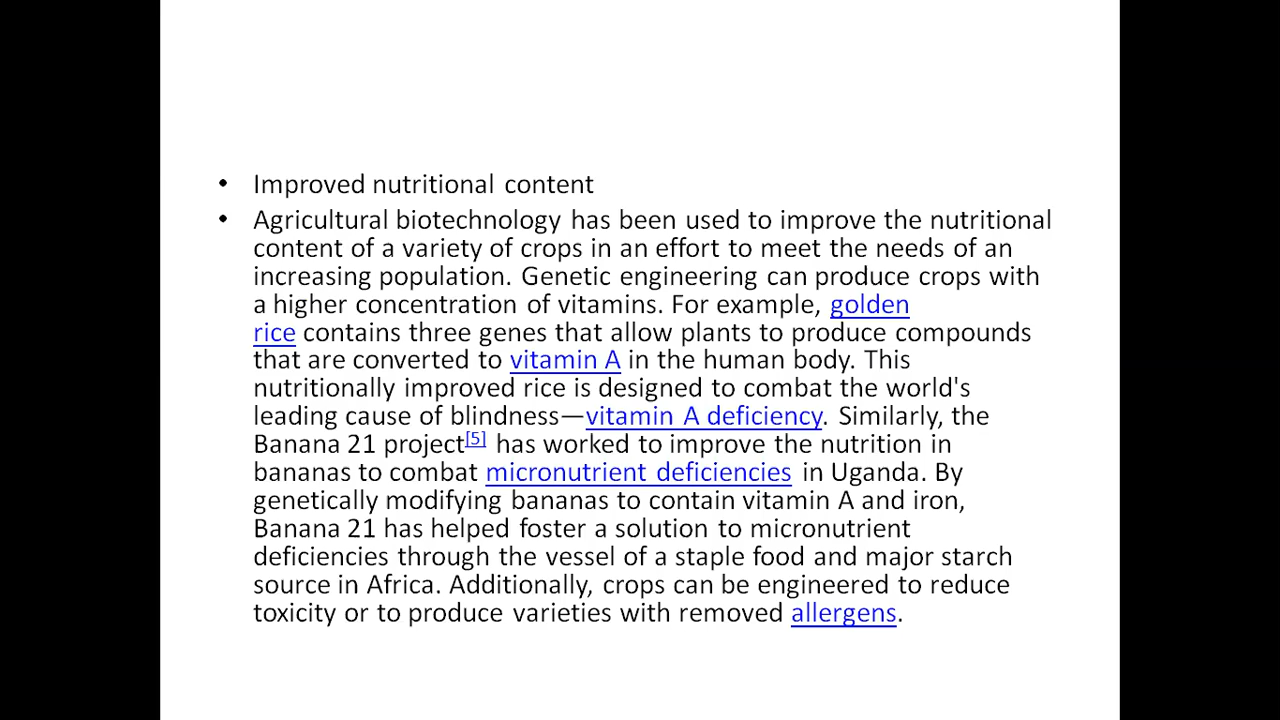 • Improved nutritional content
• Agricultural biotechnology has been used to improve the nutritional
content of a variety of crops in an effort to meet the needs of an
increasing population. Genetic engineering can produce crops with
a higher concentration of vitamins. For example, golden
rice contains three genes that allow plants to produce compounds
that are converted to vitamin A in the human body. This
nutritionally improved rice is designed to combat the world's
leading cause of blindness—vitamin A deficiency. Similarly, the
Banana 21 project[5] has worked to improve the nutrition in
bananas to combat micronutrient deficiencies in Uganda. By
genetically modifying bananas to contain vitamin A and iron,
Banana 21 has helped foster a solution to micronutrient
deficiencies through the vessel of a staple food and major starch
source in Africa. Additionally, crops can be engineered to reduce
toxicity or to produce varieties with removed allergens.